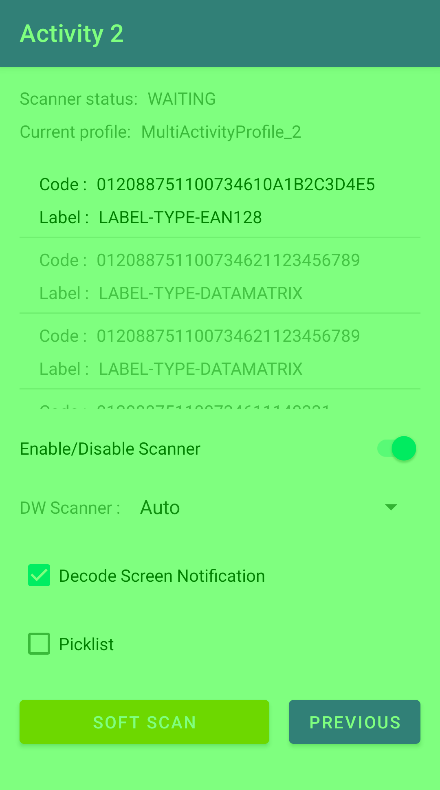 Activity 2
Scanner status: WAITING
Current profile: MultiActivityProfile_2
Code : 012088751100734610A1B2C3D4E5
Label : LABEL-TYPE-EAN128
Code : 012088751100734621123456789
Label : LABEL-TYPE-DATAMATRIX
Code : 012088751100734621123456789
Label : LABEL-TYPE-DATAMATRIX
Enable/Disable Scanner
DW Scanner : Auto
Decode Screen Notification
Picklist
SOFT SCAN PREVIOUS